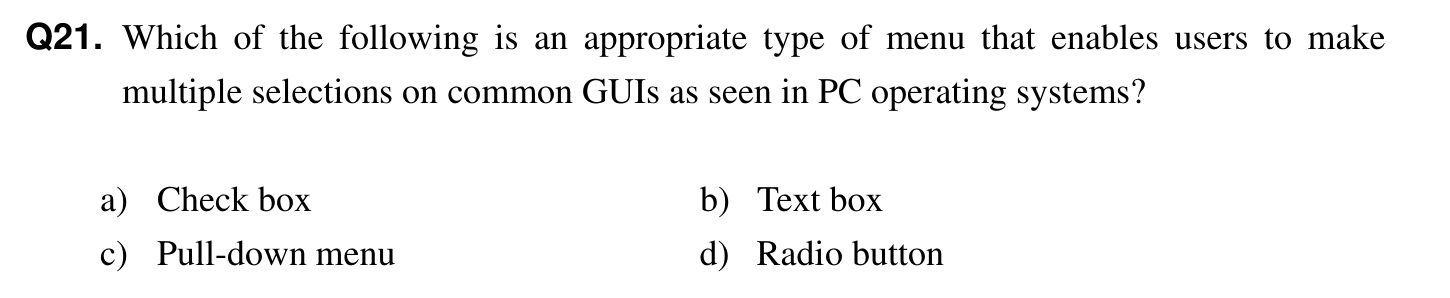 Q21. Which of the following is an appropriate type of menu that enables users to make
multiple selections on common GUIs as seen in PC operating systems?
a) Check box b) Text box
c) Pull-down menu d) Radio button